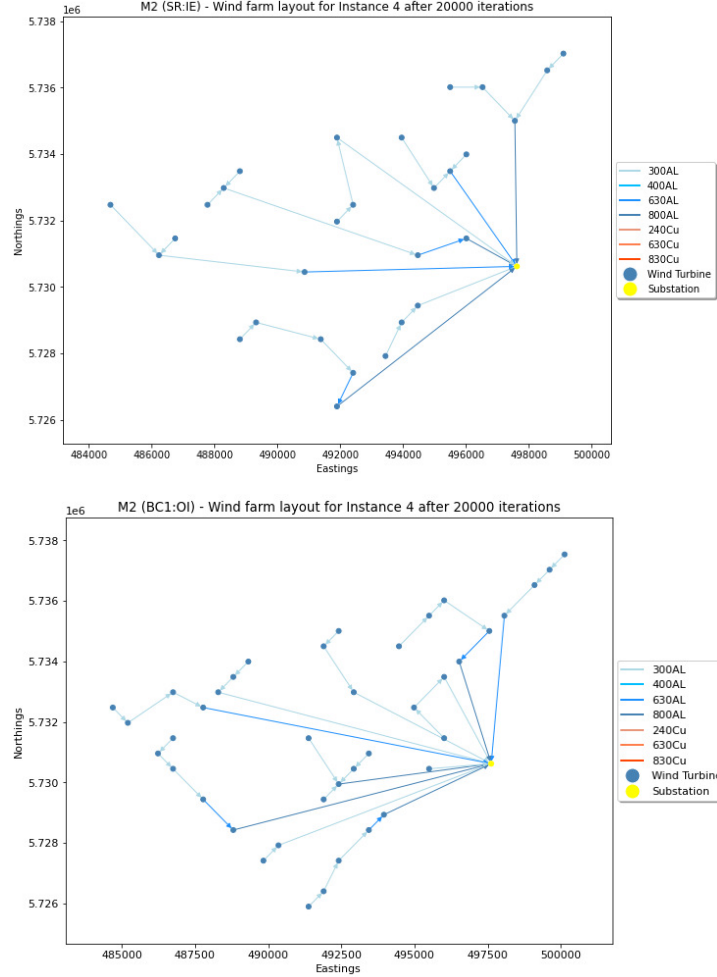 M2 (SR:IE) - Wind farm layout for Instance 4 after 20000 iterations
1e6
5.738
5.736
5.734
5.732
5.730
5.728
5.726
Northings
484000 486000 488000 490000 492000 494000 496000 498000 500000
Eastings
300AL
400AL
630AL
800AL
240Cu
630Cu
830Cu
Wind Turbine
Substation
M2 (BC1:OI) - Wind farm layout for Instance 4 after 20000 iterations
1e6
5.738
5.736
5.734
5.732
5.730
5.728
5.726
Northings
485000 487500 490000 492500 495000 497500 500000
Eastings
300AL
400AL
630AL
800AL
240Cu
630Cu
830Cu
Wind Turbine
Substation